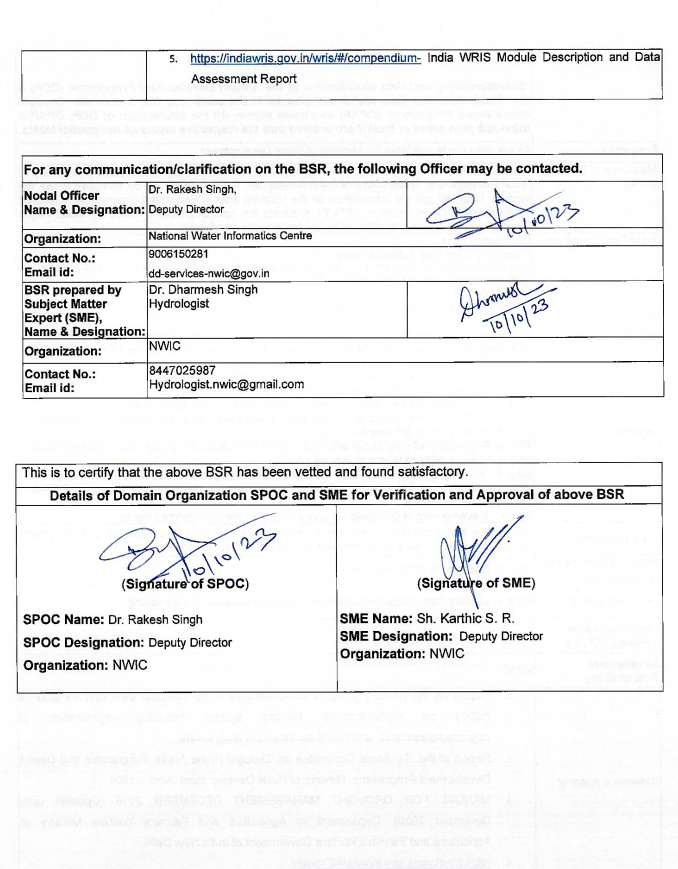 5. https://indiawris.gov.in/wris/#/compendium- India WRIS Module Description and Data
Assessment Report
For any communication/clarification on the BSR, the following Officer may be contacted.
Nodal Officer
Name & Designation:
Dr. Rakesh Singh,
Deputy Director
10/10/23
Organization:
National Water Informatics Centre
Contact No.:
9006150281
Email id:
dd-services-nwic@gov.in
BSR prepared by
Subject Matter
Expert (SME),
Name & Designation:
Dr. Dharmesh Singh
Hydrologist
10/10/23
Organization:
NWIC
Contact No.:
8447025987
Email id:
Hydrologist.nwic@gmail.com
This is to certify that the above BSR has been vetted and found satisfactory.
Details of Domain Organization SPOC and SME for Verification and Approval of above BSR
10/10/23
(Signature of SPOC)
SPOC Name: Dr. Rakesh Singh
SPOC Designation: Deputy Director
Organization: NWIC
(Signature of SME)
SME Name: Sh. Karthic S. R.
SME Designation: Deputy Director
Organization: NWIC